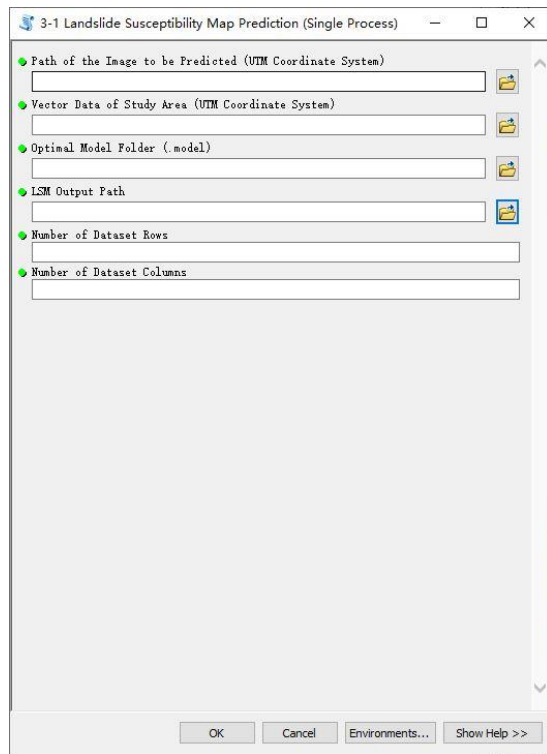 3-1 Landslide Susceptibility Map Prediction (Single Process)
Path of the Image to be Predicted (UTM Coordinate System)
Vector Data of Study Area (UTM Coordinate System)
Optimal Model Folder (.model)
LSM Output Path
Number of Dataset Rows
Number of Dataset Columns
OK Cancel Environments... Show Help >>